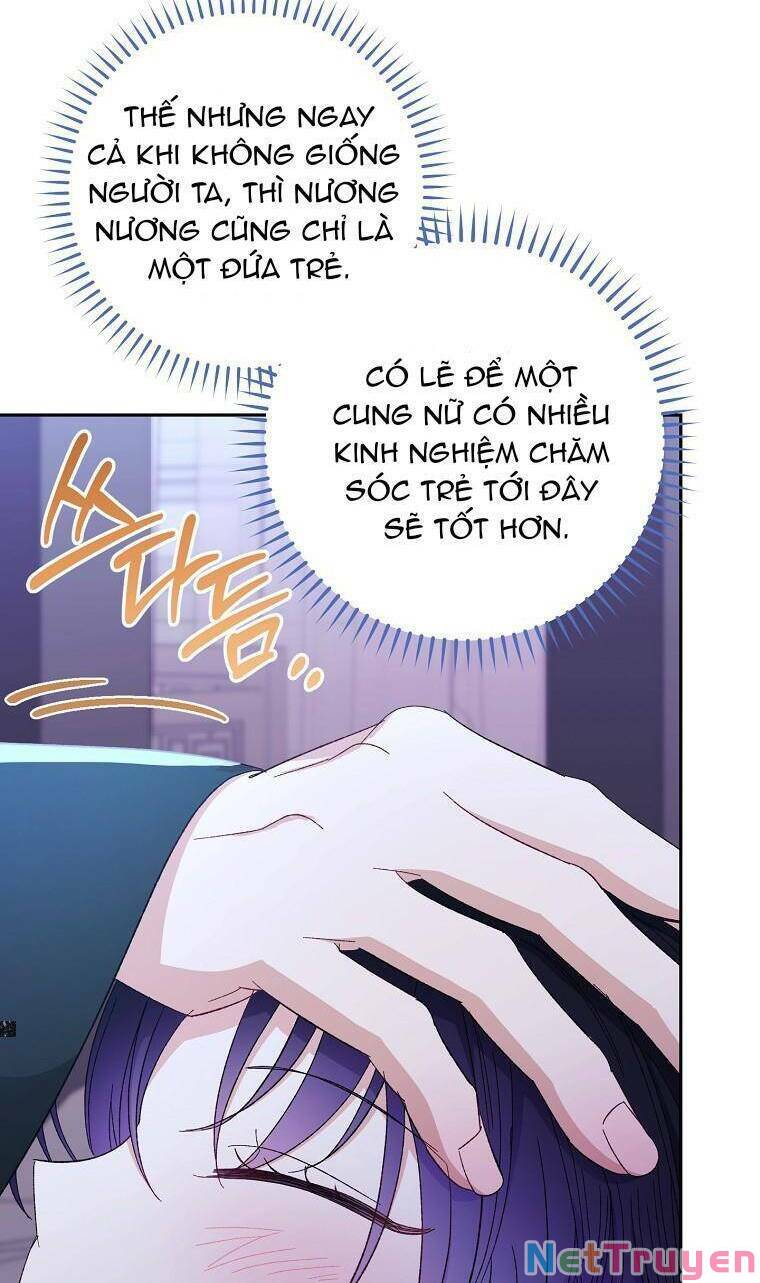 THẾ NHƯNG NGAY
CẢ KHI KHÔNG GIỐNG
NGƯỜI TA, THÌ NƯƠNG
NƯƠNG CŨNG CHỈ LÀ
MỘT ĐỨA TRẺ.
CÓ LẼ ĐỂ MỘT
CUNG NỮ CÓ NHIỀU
KINH NGHIỆM CHĂM
SÓC TRẺ TỚI ĐÂY
SẼ TỐT HƠN.
쓰다듬..
NetTruyen